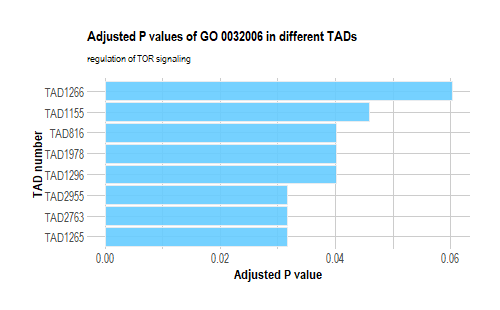 Adjusted P values of GO 0032006 in different TADs
regulation of TOR signaling
TAD number
TAD1266
TAD1155
TAD816
TAD1978
TAD1296
TAD2955
TAD2763
TAD1265
0.00 0.02 0.04 0.06
Adjusted P value